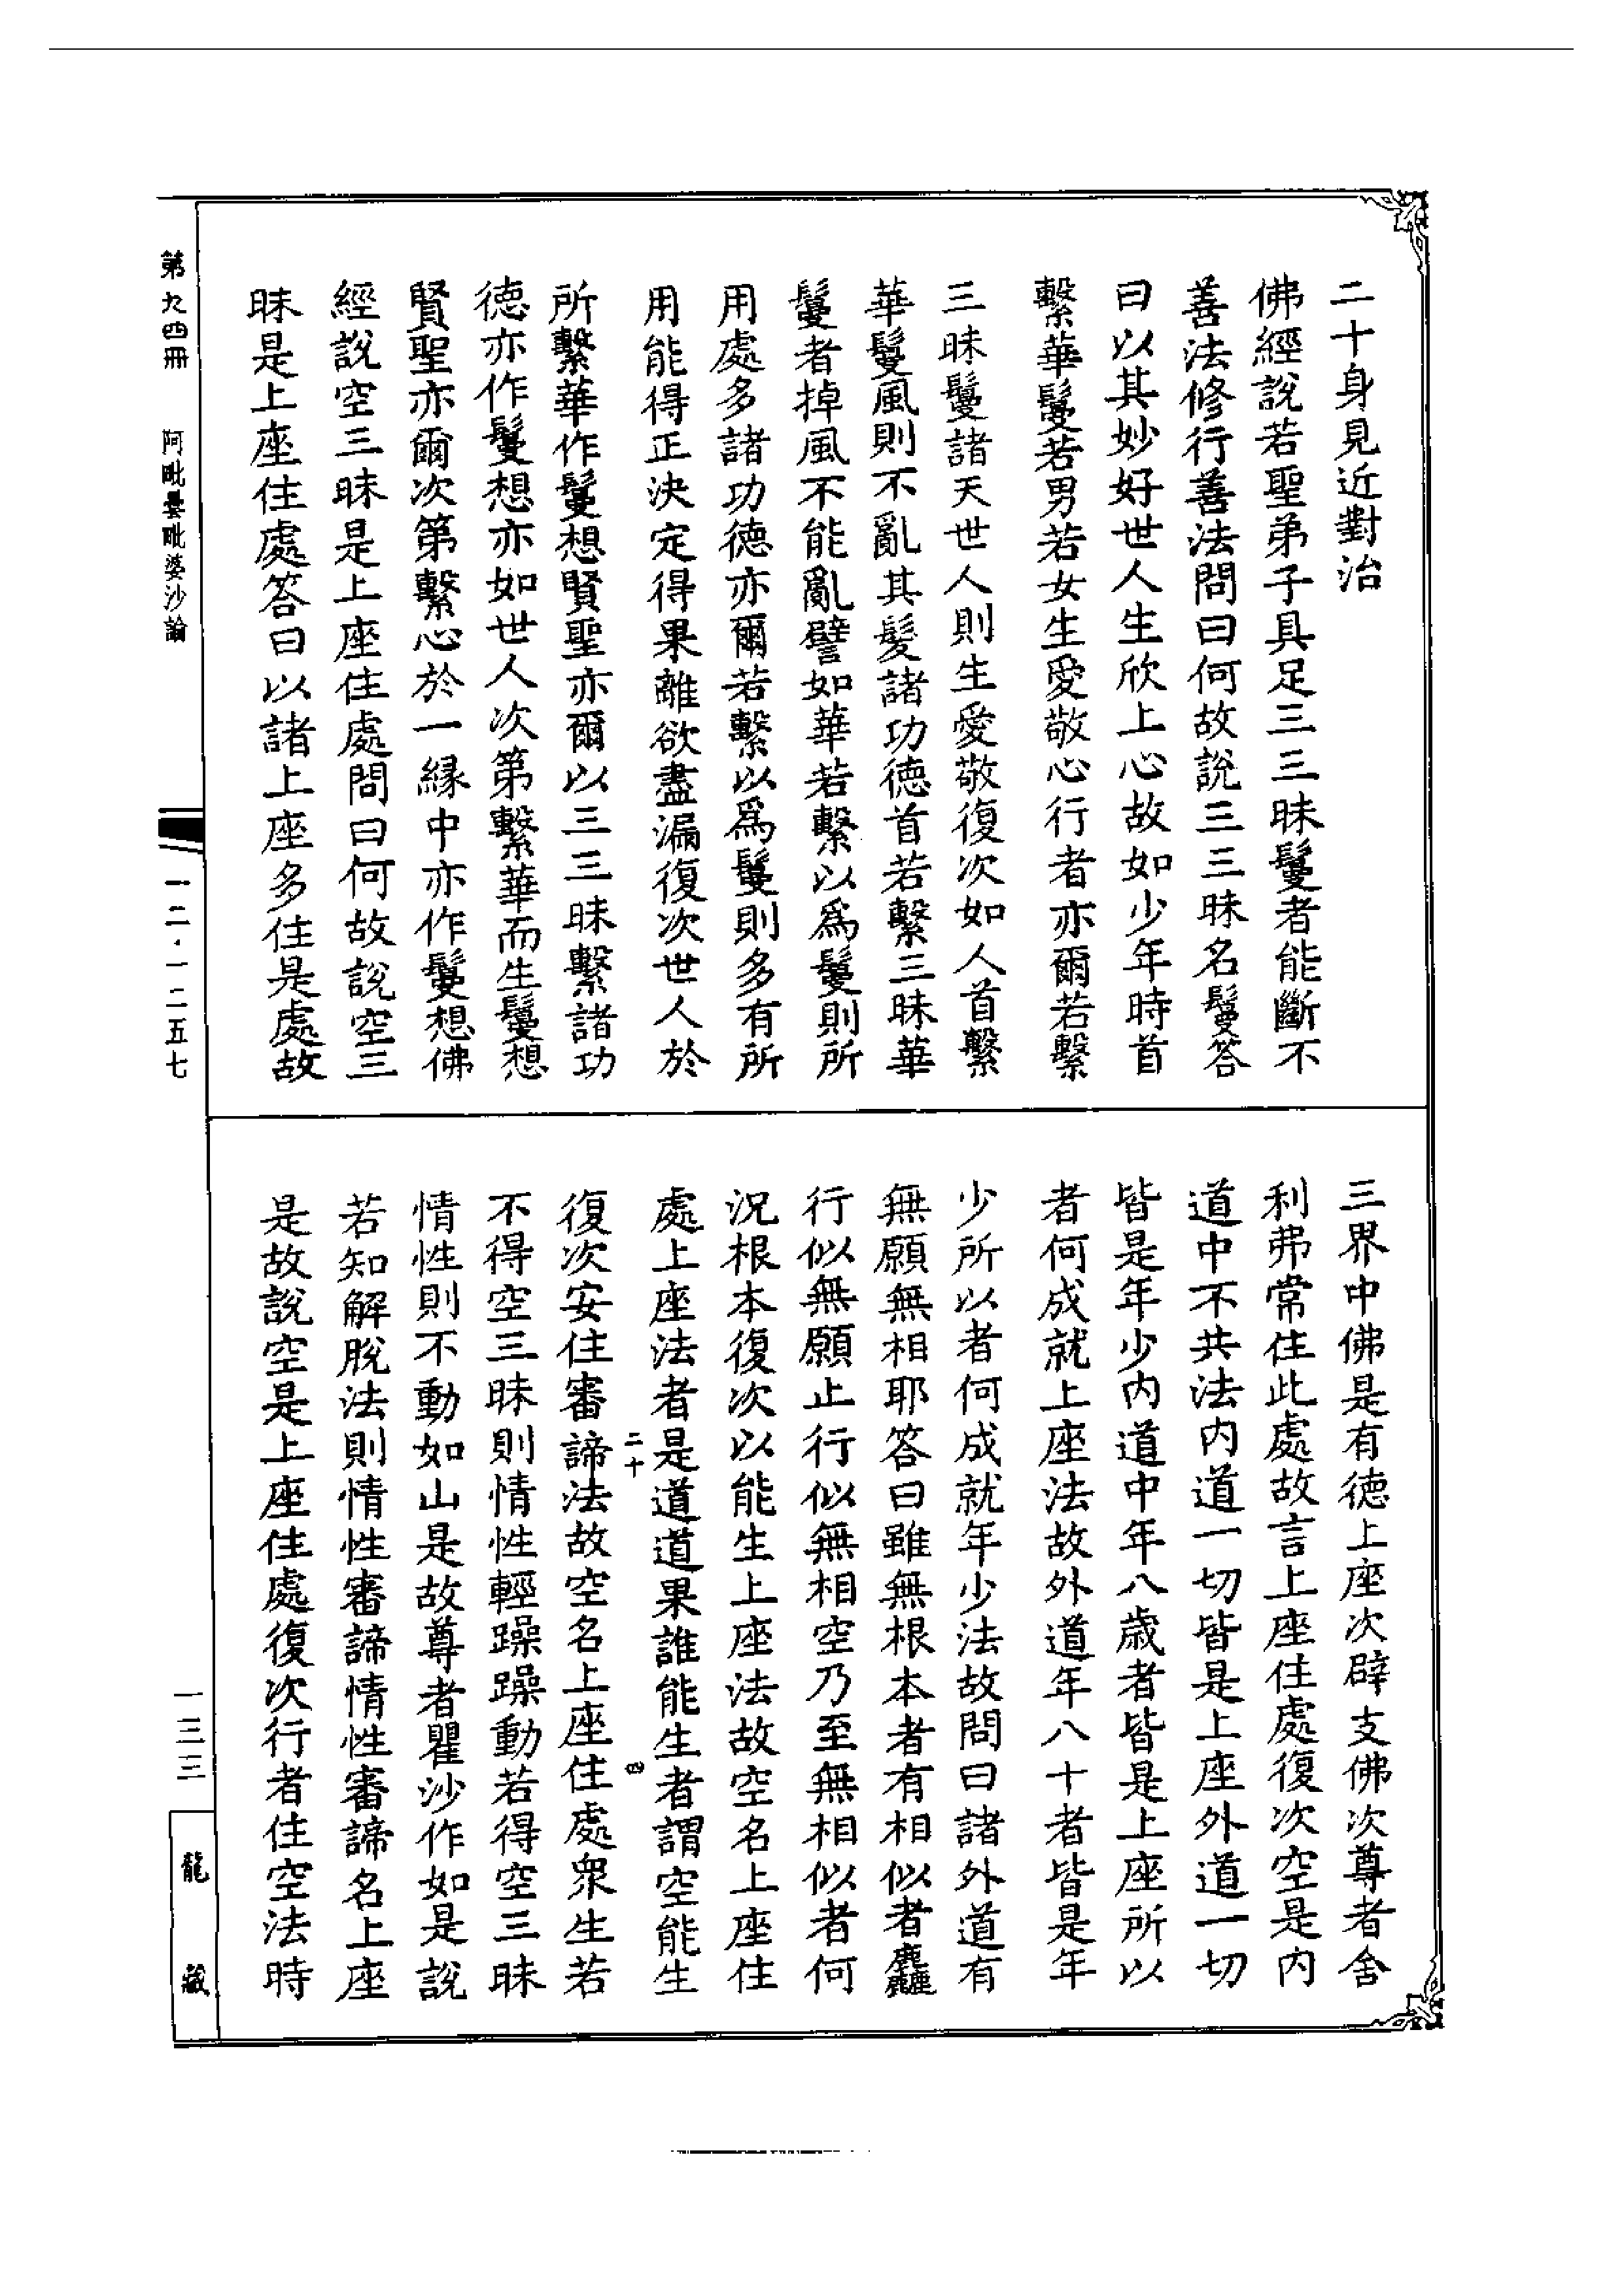 二十身見近對治
佛經說若聖弟子具足三三昧鬘者能斷不
善法修行善法問曰何故說三三昧名鬘答
曰以其妙好世人生欣上心故如少年時首
繫華鬘若男若女生愛敬心行者亦爾若繫
三昧鬘諸天世人則生愛敬復次如人首繫
華鬘風則不亂其髮諸功德首若繫三昧華
鬘者掉風不能亂譬如華若繫以爲鬘則所
用處多諸功德亦爾若繫以爲鬘則多有所
用能得正決定得果離欲盡漏復次世人於
所繫華作鬘想賢聖亦爾以三三昧繫諸功
德亦作鬘想亦如世人次第繫華而生鬘想
賢聖亦爾次第繫心於一緣中亦作鬘想佛
經說空三昧是上座住處問曰何故說空三
昧是上座住處答曰以諸上座多住是處故
三界中佛是有德上座次辟支佛次尊者舍
利弗常住此處故言上座住處復次空是內
道中不共法內道一切皆是上座外道一切
皆是年少內道中年八歲者皆是上座所以
者何成就上座法故外道年八十者皆是年
少所以者何成就年少法故問曰諸外道有
無願無相耶答曰雖無根本者有相似者麤
行似無願止行似無相空乃至無相似者何
況根本復次以能生上座法故空名上座住
處上座法者是道道果誰能生者謂空能生
二十 四
復次安住審諦法故空名上座住處衆生若
不得空三昧則情性輕躁躁動若得空三昧
情性則不動如山是故尊者瞿沙作如是說
若知解脫法則情性審諦情性審諦名上座
是故說空是上座住處復次行者住空法時
第九四冊 阿毗曇毗婆沙論
一二·一二五七
一三三
龍藏